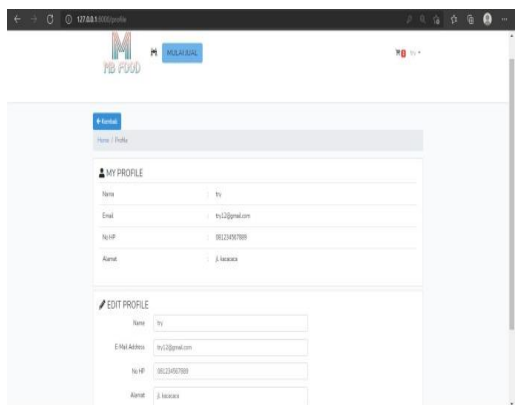 127.0.0.1:8000/profile
MB FOOD
MULAI JUAL
try
Kembali
Home / Profile
MY PROFILE
Nama : try
Email : try12@gmail.com
No HP : 081234567889
Alamat : jl. kacacaca
EDIT PROFILE
Name try
E-Mail Address try12@gmail.com
No HP 081234567889
Alamat jl. kacacaca